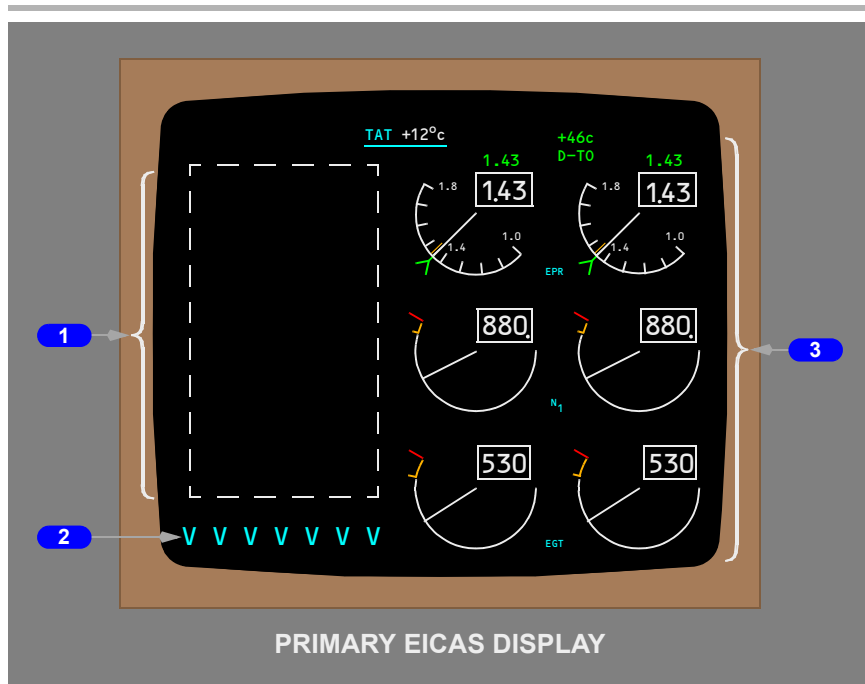 TAT +12°c
+46c
D-TO
1.43 1.43
1.8 1.43 1.8 1.43
1.4 1.0 1.4 1.0
EPR
880. 880.
1 3
N1
530 530
2 V V V V V V V
EGT
PRIMARY EICAS DISPLAY